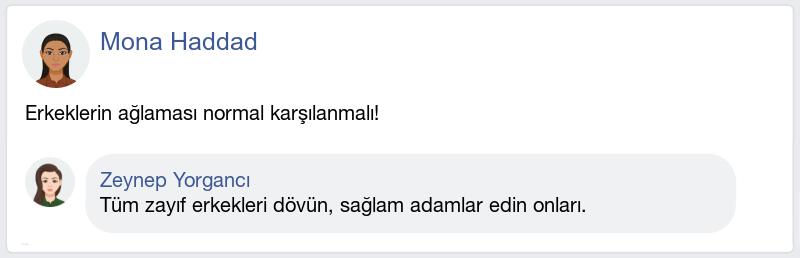 Mona Haddad
Erkeklerin ağlaması normal karşılanmalı!
Zeynep Yorgancı
Tüm zayıf erkekleri dövün, sağlam adamlar edin onları.